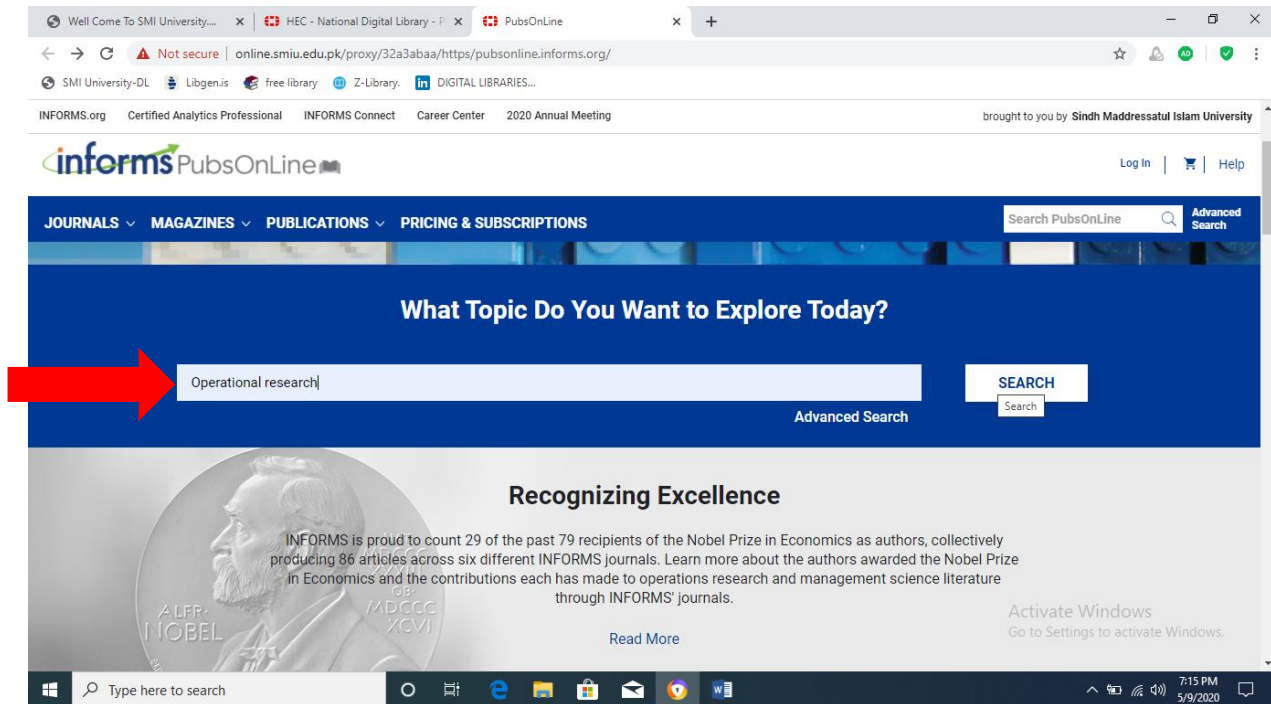 Well Come To SMI University....
HEC - National Digital Library - P
PubsOnLine
Not secure | online.smiu.edu.pk/proxy/32a3abaa/https/pubsonline.informs.org/
SMI University-DL Libgen.is free library Z-Library. DIGITAL LIBRARIES...
INFORMS.org Certified Analytics Professional INFORMS Connect Career Center 2020 Annual Meeting brought to you by Sindh Maddressatul Islam University
informs PubsOnLine
Log In | | Help
JOURNALS MAGAZINES PUBLICATIONS PRICING & SUBSCRIPTIONS Search PubsOnLine Advanced Search
What Topic Do You Want to Explore Today?
Operational research SEARCH
Search
Advanced Search
Recognizing Excellence
INFORMS is proud to count 29 of the past 79 recipients of the Nobel Prize in Economics as authors, collectively
producing 86 articles across six different INFORMS journals. Learn more about the authors awarded the Nobel Prize
in Economics and the contributions each has made to operations research and management science literature
through INFORMS' journals.
Read More
ALFR.
NOBEL
MDCCC
XCVI
Activate Windows
Go to Settings to activate Windows.
Type here to search
7:15 PM
5/9/2020